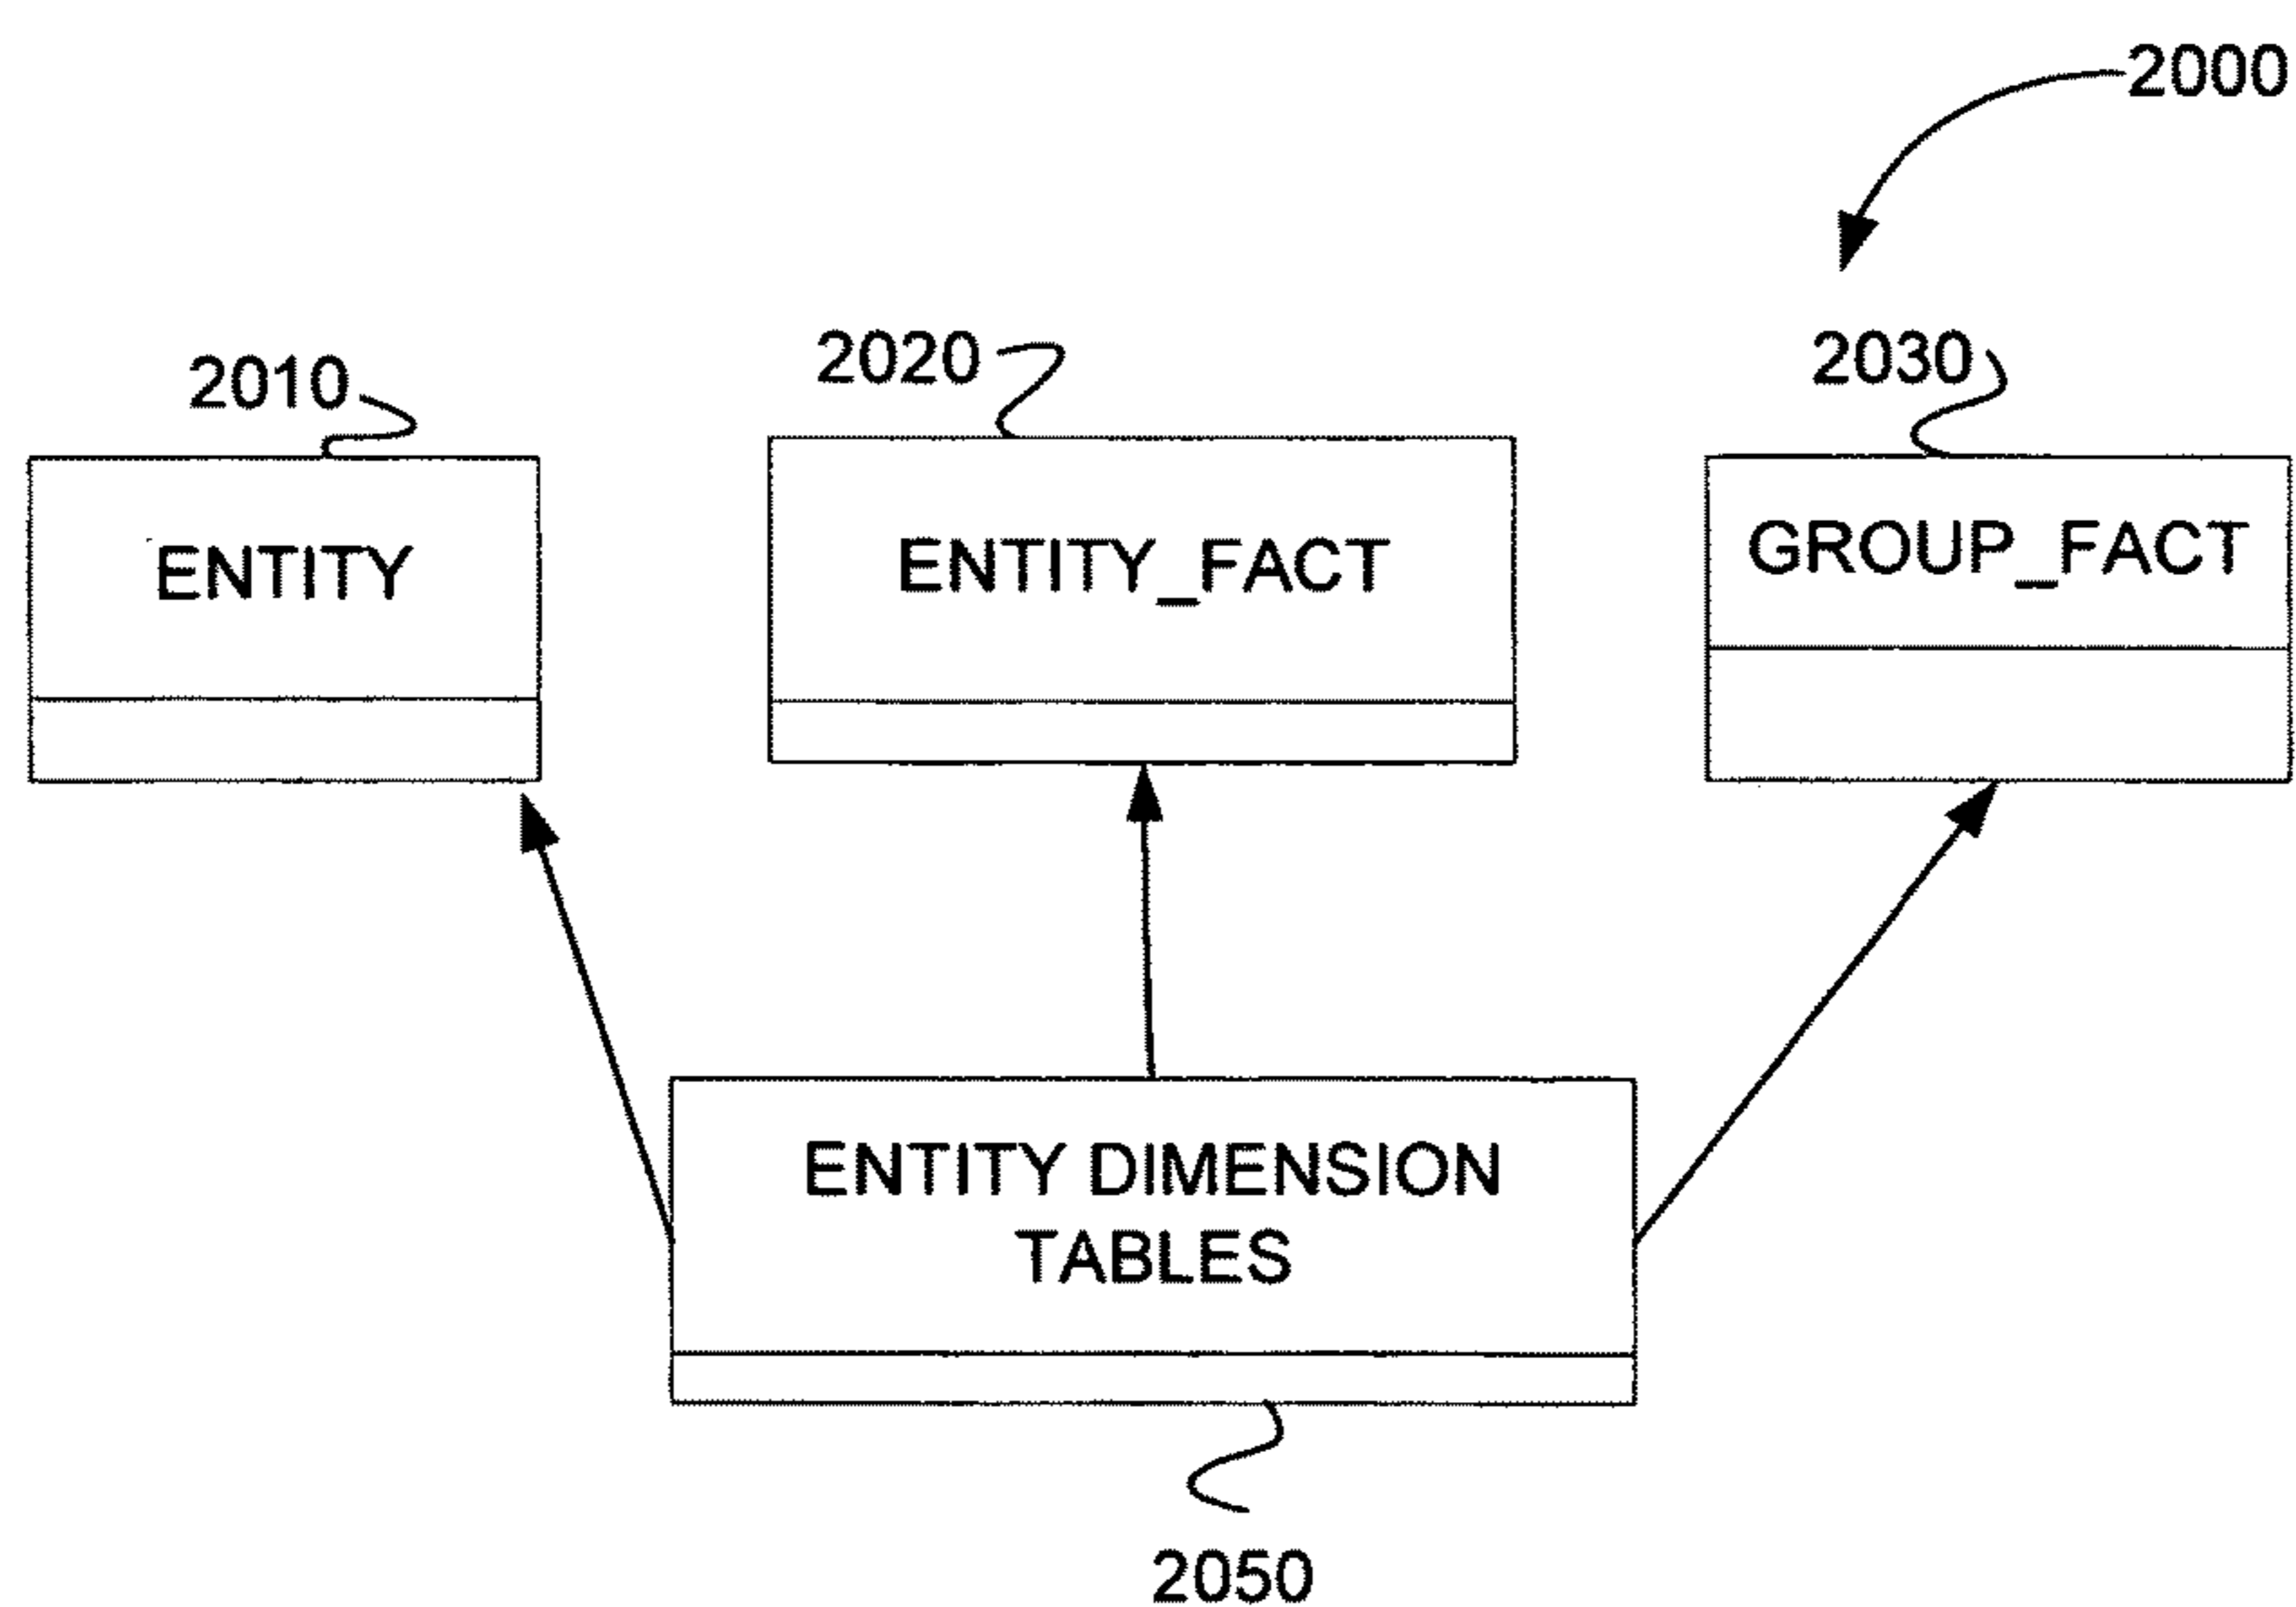 2000
2010
2020
2030
ENTITY
ENTITY_FACT
GROUP_FACT
ENTITY DIMENSION
TABLES
2050